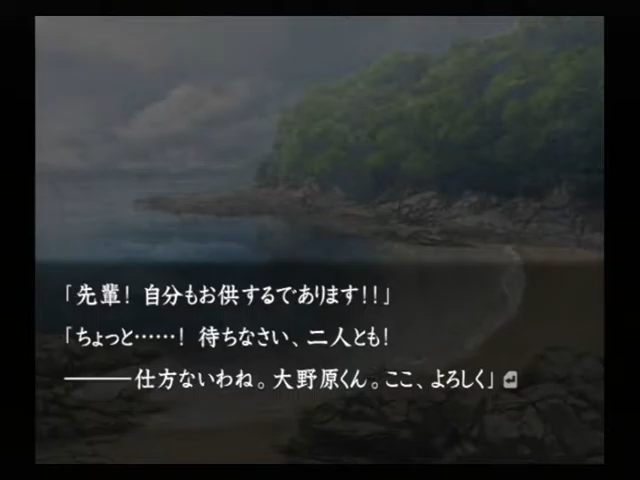 「先輩！ 自分もお供するであります!!」
「ちょっと……！ 待ちなさい、二人とも！
―――仕方ないわね。大野原くん。ここ、よろしく」